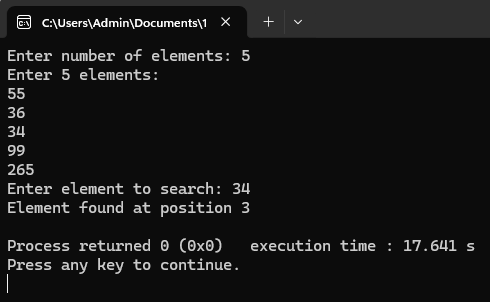 C:\Users\Admin\Documents\1
Enter number of elements: 5
Enter 5 elements:
55
36
34
99
265
Enter element to search: 34
Element found at position 3
Process returned 0 (0x0)   execution time : 17.641 s
Press any key to continue.